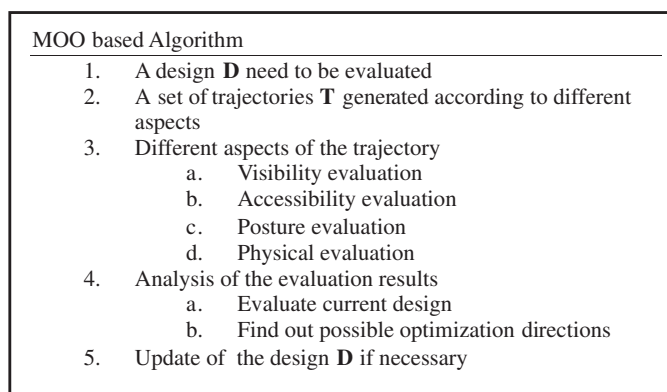 MOO based Algorithm
1. A design D need to be evaluated
2. A set of trajectories T generated according to different
aspects
3. Different aspects of the trajectory
a. Visibility evaluation
b. Accessibility evaluation
c. Posture evaluation
d. Physical evaluation
4. Analysis of the evaluation results
a. Evaluate current design
b. Find out possible optimization directions
5. Update of the design D if necessary